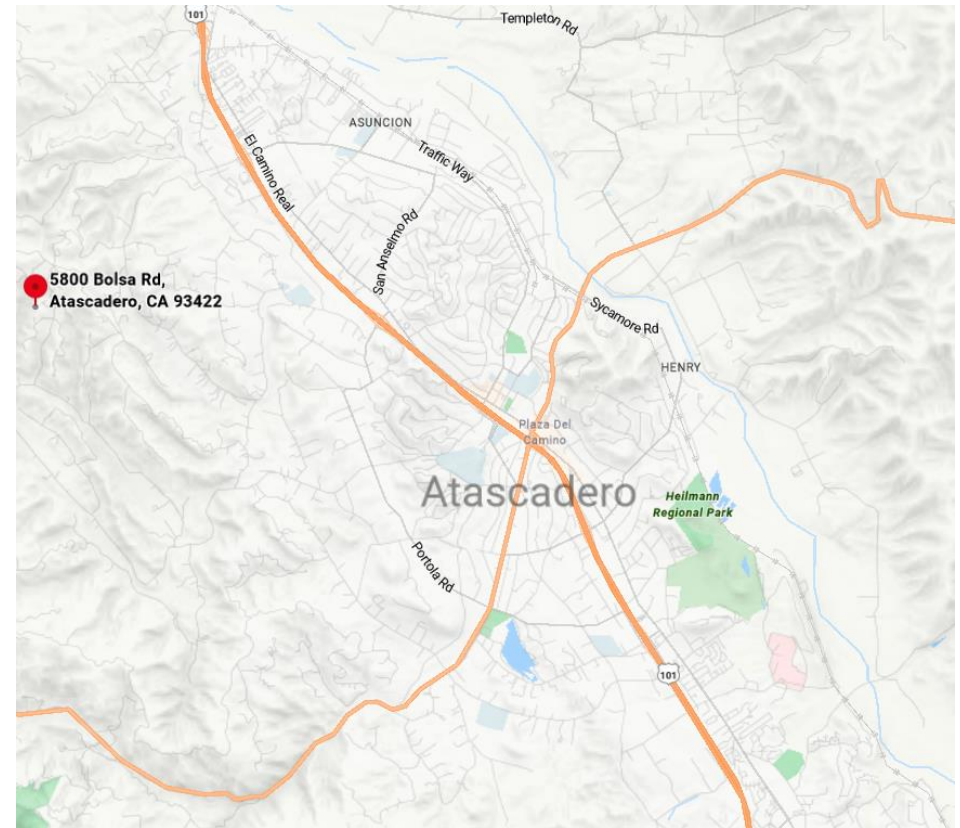 101
Templeton Rd
ASUNCION
Traffic Way
El Camino Real
San Anselmo Rd
5800 Bolsa Rd,
Atascadero, CA 93422
Sycamore Rd
HENRY
Plaza Del
Camino
Atascadero
Heilmann
Regional Park
Portola Rd
101